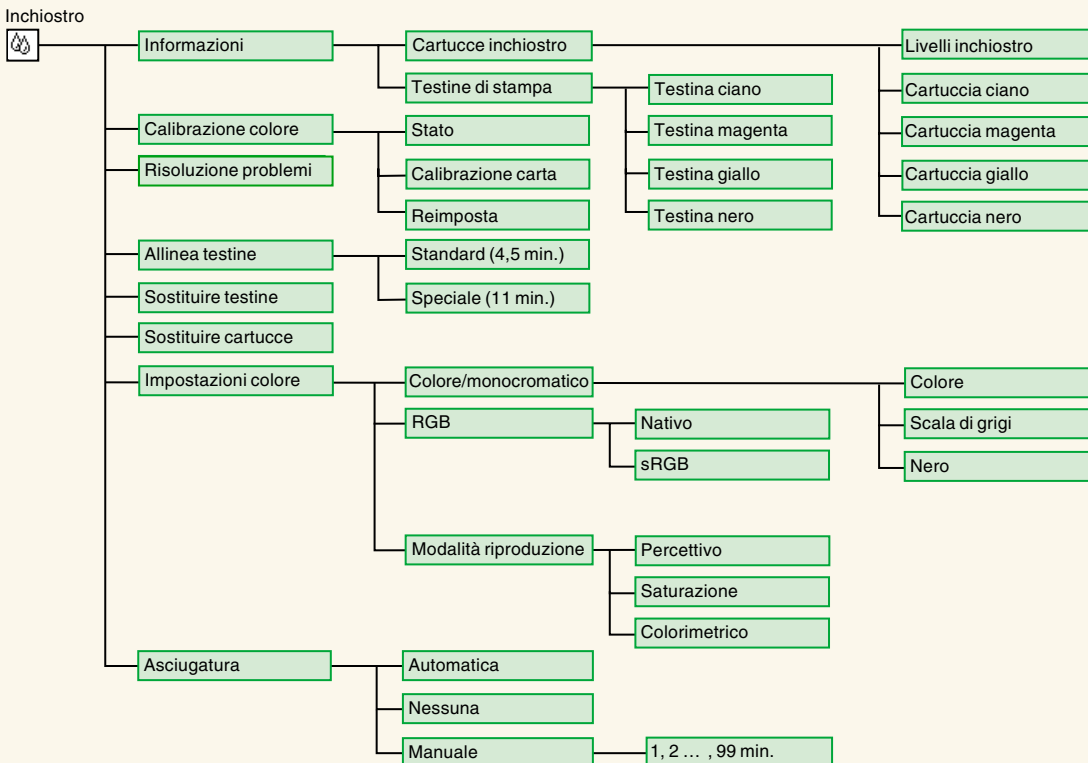 Inchiostro
Informazioni
Cartucce inchiostro
Livelli inchiostro
Cartuccia ciano
Cartuccia magenta
Cartuccia giallo
Cartuccia nero
Testine di stampa
Testina ciano
Testina magenta
Testina giallo
Testina nero
Calibrazione colore
Stato
Calibrazione carta
Reimposta
Risoluzione problemi
Allinea testine
Standard (4,5 min.)
Speciale (11 min.)
Sostituire testine
Sostituire cartucce
Impostazioni colore
Colore/monocromatico
Colore
Scala di grigi
Nero
RGB
Nativo
sRGB
Modalità riproduzione
Percettivo
Saturazione
Colorimetrico
Asciugatura
Automatica
Nessuna
Manuale
1, 2 ... , 99 min.